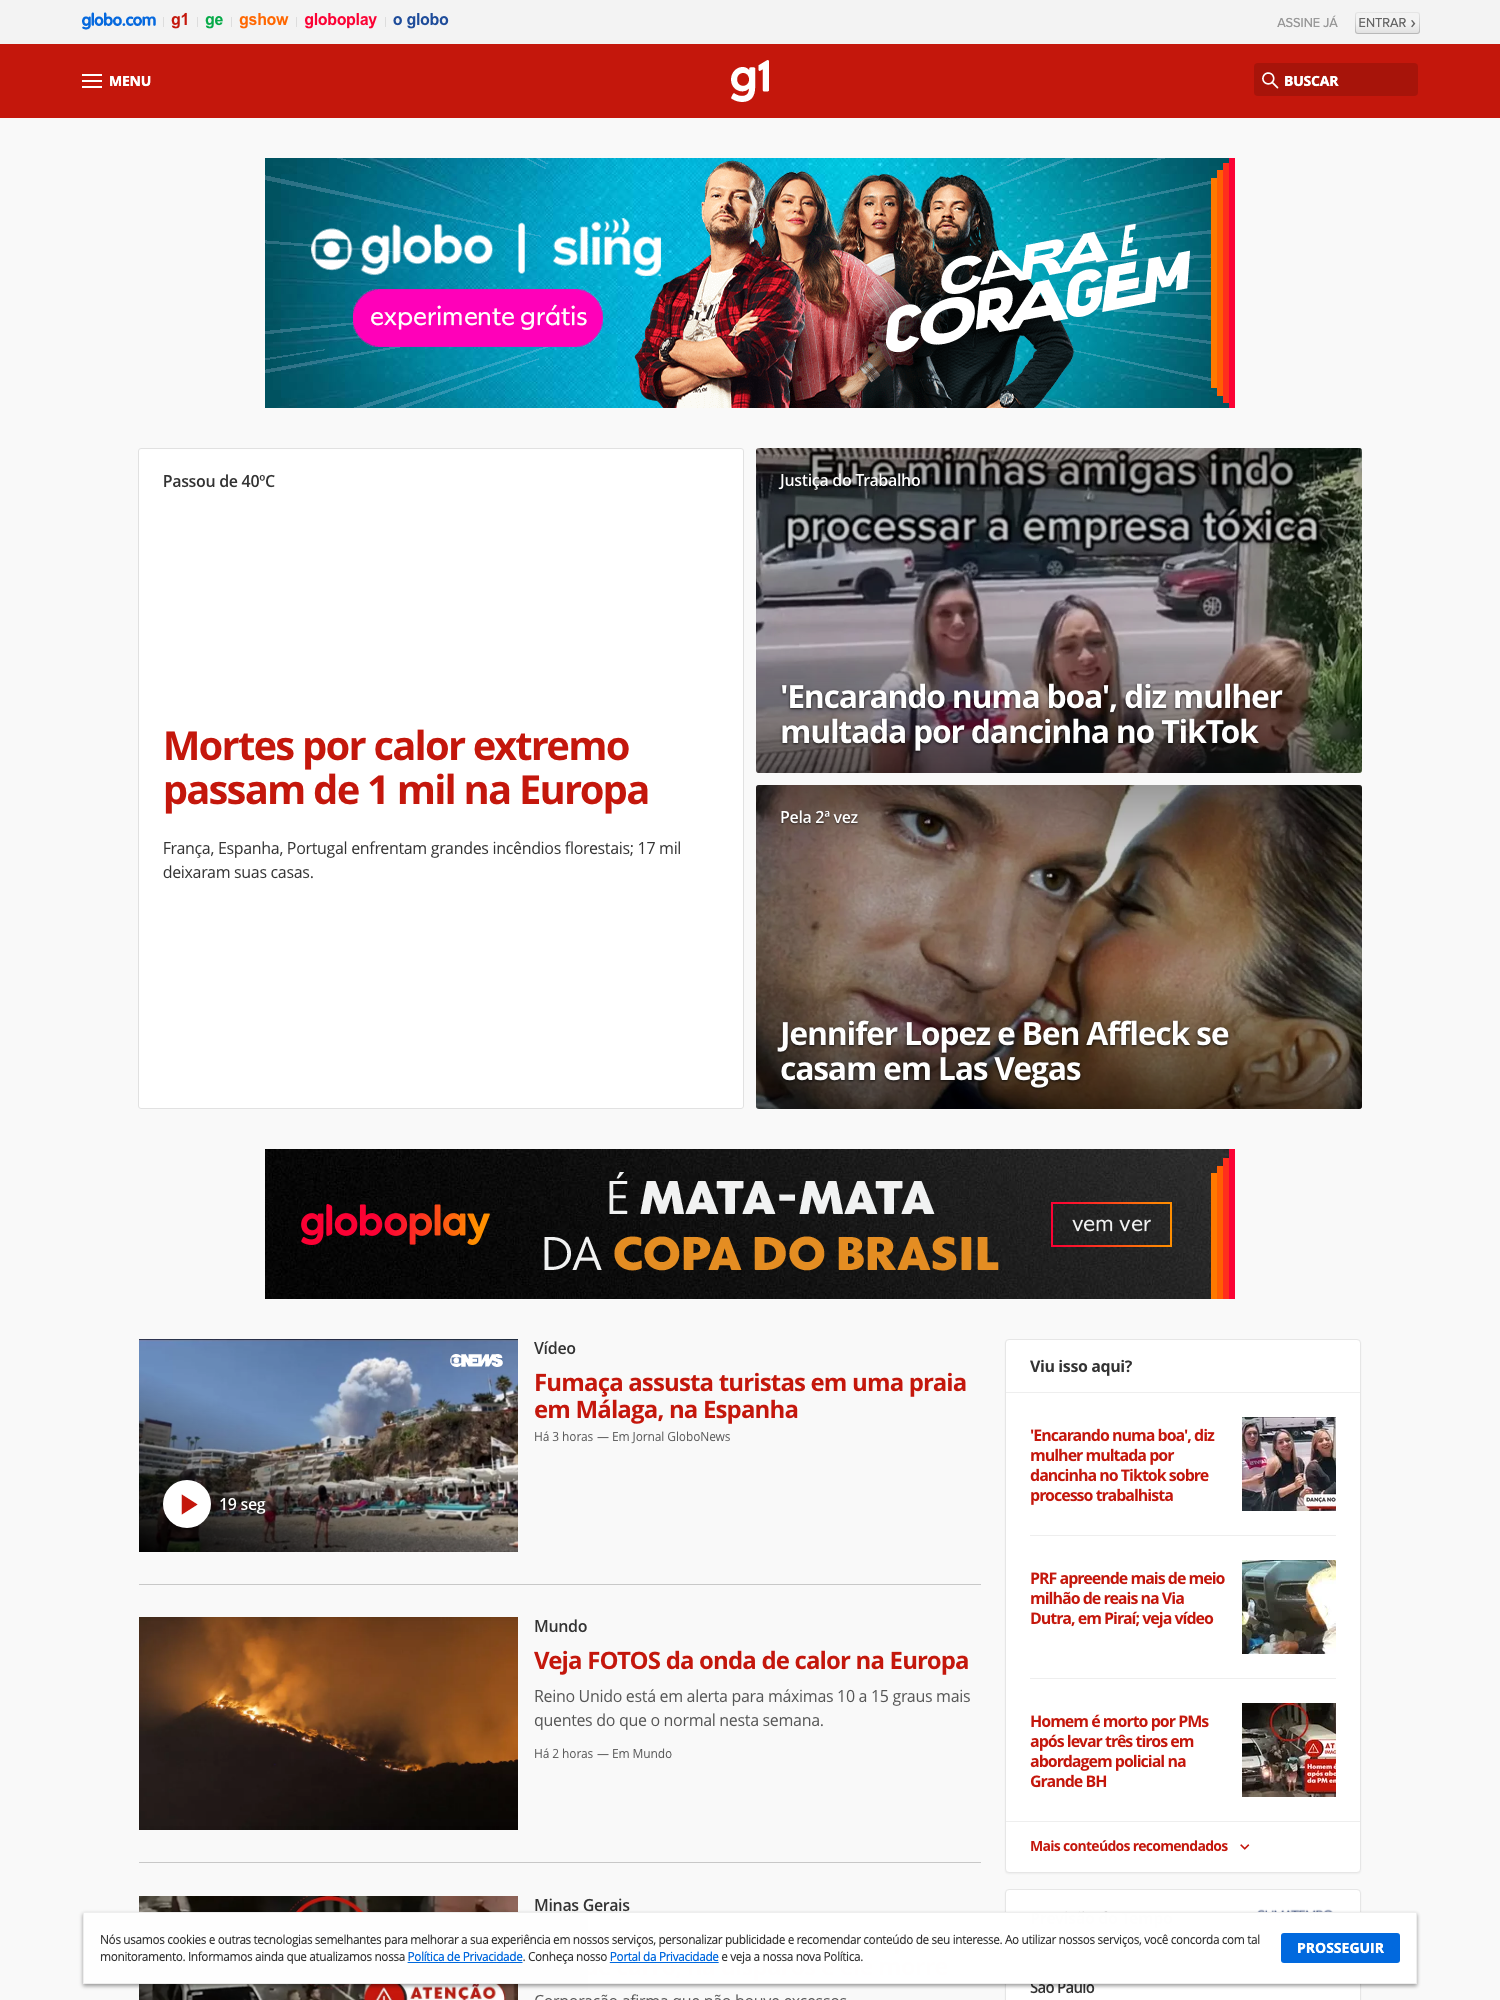 globo.com g1 ge gshow globoplay o globo
ASSINE JÁ ENTRAR ›
MENU
g1
BUSCAR
globo | sling
experimente grátis
CARA E
CORAGEM
Passou de 40ºC
Mortes por calor extremo
passam de 1 mil na Europa
França, Espanha, Portugal enfrentam grandes incêndios florestais; 17 mil
deixaram suas casas.
Justiça do Trabalho
minhas amigas indo
processar a empresa tóxica
'Encarando numa boa', diz mulher
multada por dancinha no TikTok
Pela 2ª vez
Jennifer Lopez e Ben Affleck se
casam em Las Vegas
globoplay
É MATA-MATA
DA COPA DO BRASIL
vem ver
NEWS
19 seg
Vídeo
Fumaça assusta turistas em uma praia
em Málaga, na Espanha
Há 3 horas — Em Jornal GloboNews
Mundo
Veja FOTOS da onda de calor na Europa
Reino Unido está em alerta para máximas 10 a 15 graus mais
quentes do que o normal nesta semana.
Há 2 horas — Em Mundo
Minas Gerais
ATENÇÃO
Viu isso aqui?
'Encarando numa boa', diz
mulher multada por
dancinha no Tiktok sobre
processo trabalhista
DANÇA NO
PRF apreende mais de meio
milhão de reais na Via
Dutra, em Piraí; veja vídeo
Homem é morto por PMs
após levar três tiros em
abordagem policial na
Grande BH
Mais conteúdos recomendados
Nós usamos cookies e outras tecnologias semelhantes para melhorar a sua experiência em nossos serviços, personalizar publicidade e recomendar conteúdo de seu interesse. Ao utilizar nossos serviços, você concorda com tal
monitoramento. Informamos ainda que atualizamos nossa Política de Privacidade. Conheça nosso Portal da Privacidade e veja a nossa nova Política.
PROSSEGUIR
São Paulo